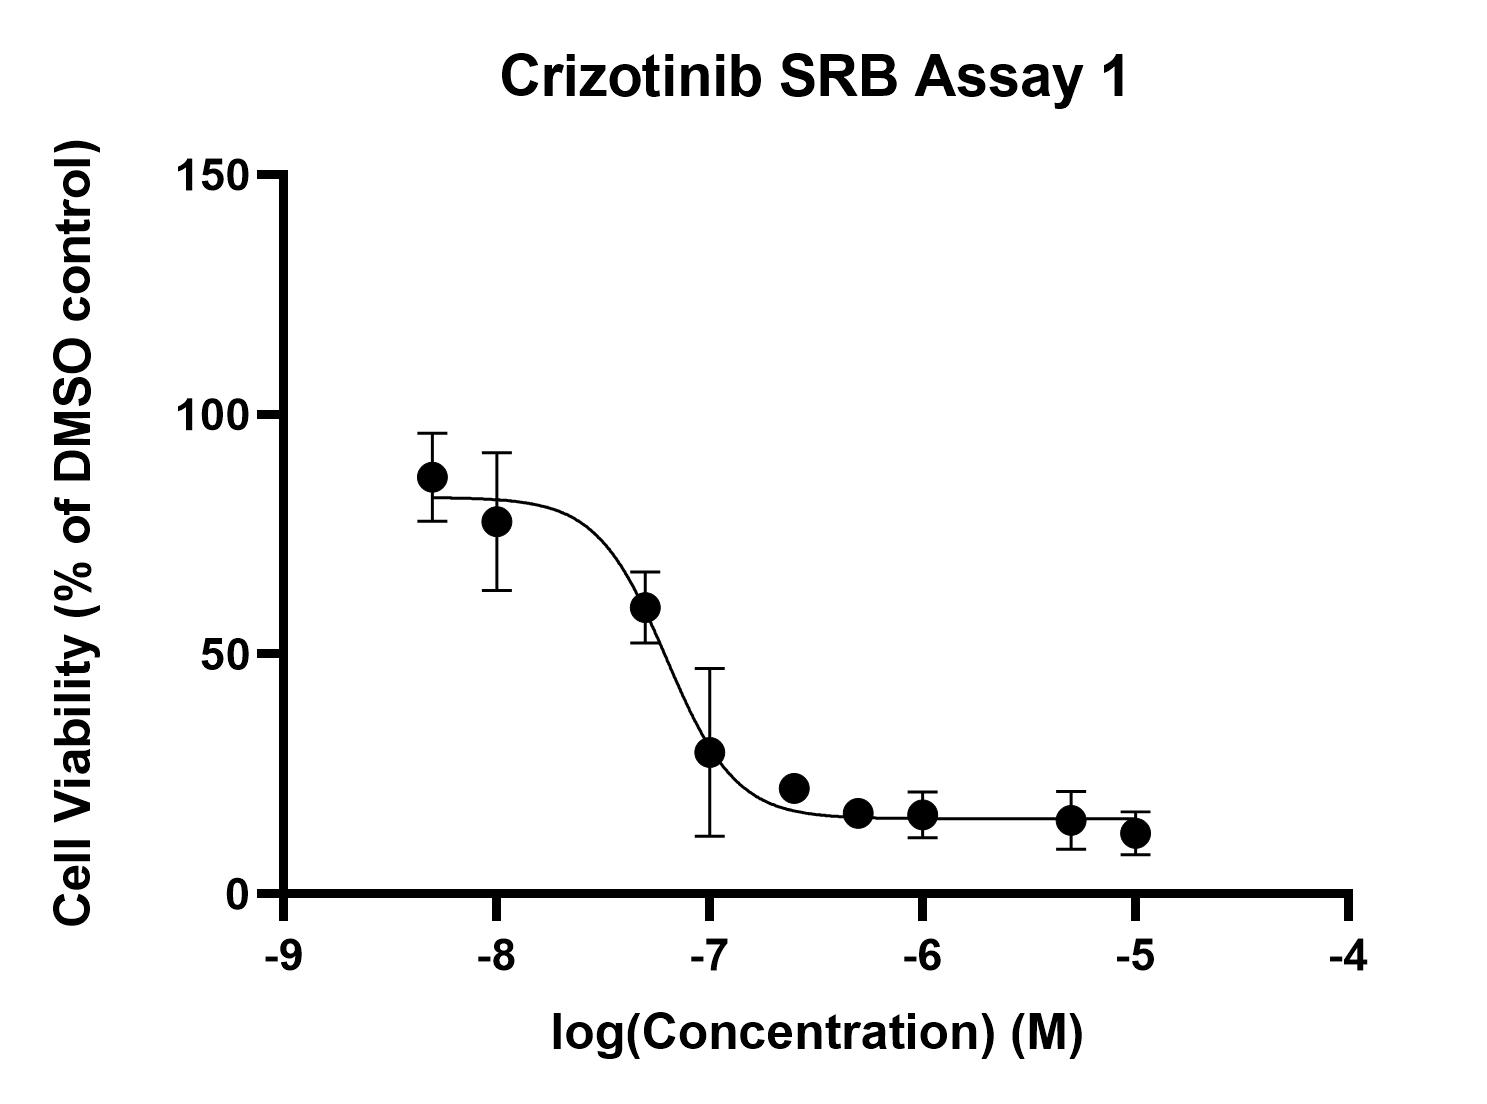 Crizotinib SRB Assay 1
Cell Viability (% of DMSO control)
150
100
50
0
-9 -8 -7 -6 -5 -4
log(Concentration) (M)